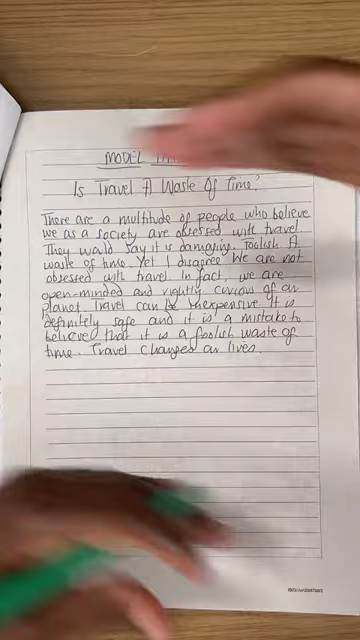 MODEL
Is Travel A Waste Of Time?
There are a multitude of people who believe
we as a society are obsessed with travel
They would say it is damaging. Foolish A
waste of time. Yet I disagree. We are not
obsessed with travel. In fact, we are
open-minded and rightly curious of our
planet. Travel can be inexpensive It is
definitely safe and it is a mistake to
believe that it is a foolish waste of
time. Travel changes our lives.